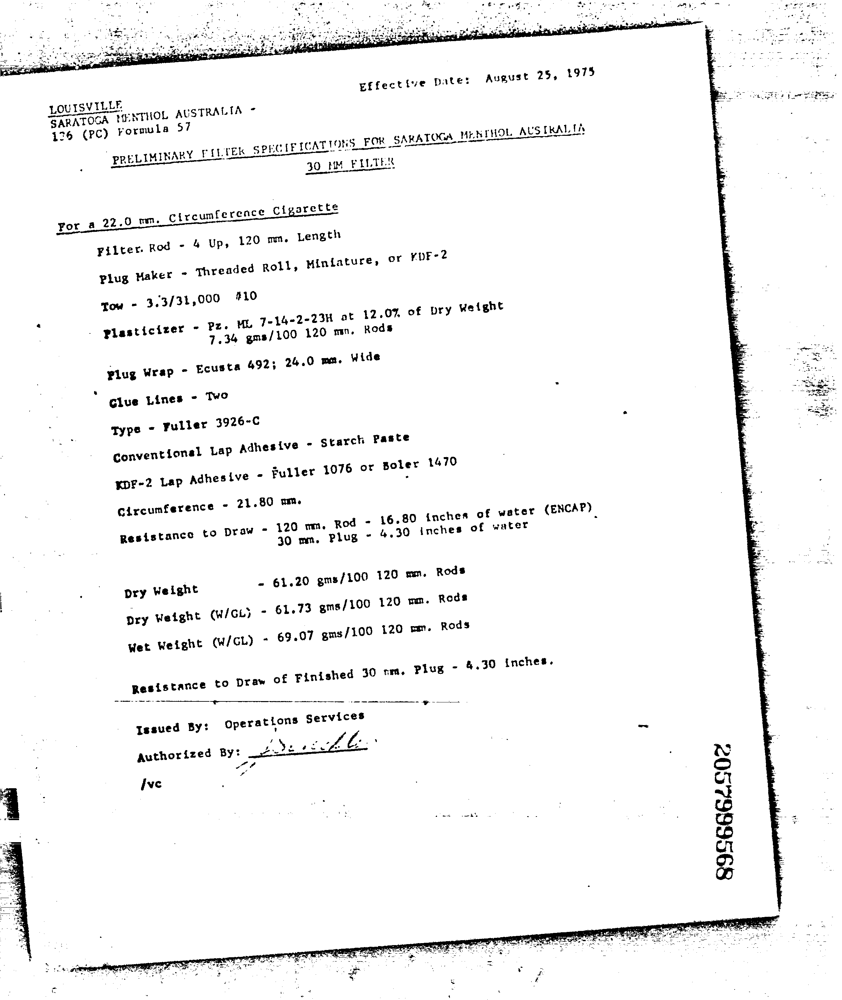 Effective Date: August 25, 1975
LOUISVILLE
SARATOGA MENTHOL AUSTRALIA -
126 (PC) Formula 57
PRELIMINARY FILTER SPECIFICATIONS FOR SARATOGA MENTHOL AUSTRALIA
30 MM FILTER
For a 22.0 mm. Circumference Cigarette
Filter Rod - 4 Up, 120 mm. Length
Plug Maker - Threaded Roll, Miniature, or KDF-2
Tow - 3.3/31,000 #10
Plasticizer - Pz. ML 7-14-2-23H at 12.0% of Dry Weight
7.34 gms/100 120 mm. Rods
Plug Wrap - Ecusta 492; 24.0 mm. Wide
Glue Lines - Two
Type - Fuller 3926-C
Conventional Lap Adhesive - Starch Paste
KDF-2 Lap Adhesive - Fuller 1076 or Boler 1470
Circumference - 21.80 mm.
Resistance to Draw - 120 mm. Rod - 16.80 inches of water (ENCAP)
30 mm. Plug - 4.30 inches of water
Dry Weight - 61.20 gms/100 120 mm. Rods
Dry Weight (W/GL) - 61.73 gms/100 120 mm. Rods
Wet Weight (W/GL) - 69.07 gms/100 120 mm. Rods
Resistance to Draw of Finished 30 mm. Plug - 4.30 inches.
Issued By: Operations Services
Authorized By:
/vc
2057999568